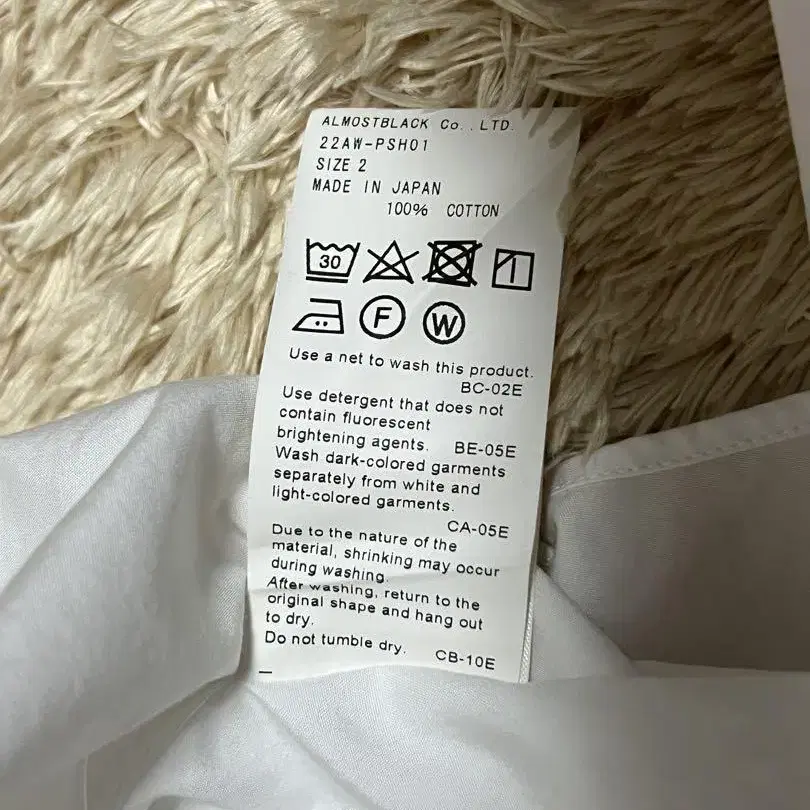 ALMOSTBLACK Co.,LTD.
22AW-PSH01
SIZE 2
MADE IN JAPAN
100% COTTON
30
F W
Use a net to wash this product.
BC-02E
Use detergent that does not
contain fluorescent
brightening agents. BE-05E
Wash dark-colored garments
separately from white and
light-colored garments.
CA-05E
Due to the nature of the
material, shrinking may occur
during washing.
After washing, return to the
original shape and hang out
to dry.
Do not tumble dry. CB-10E